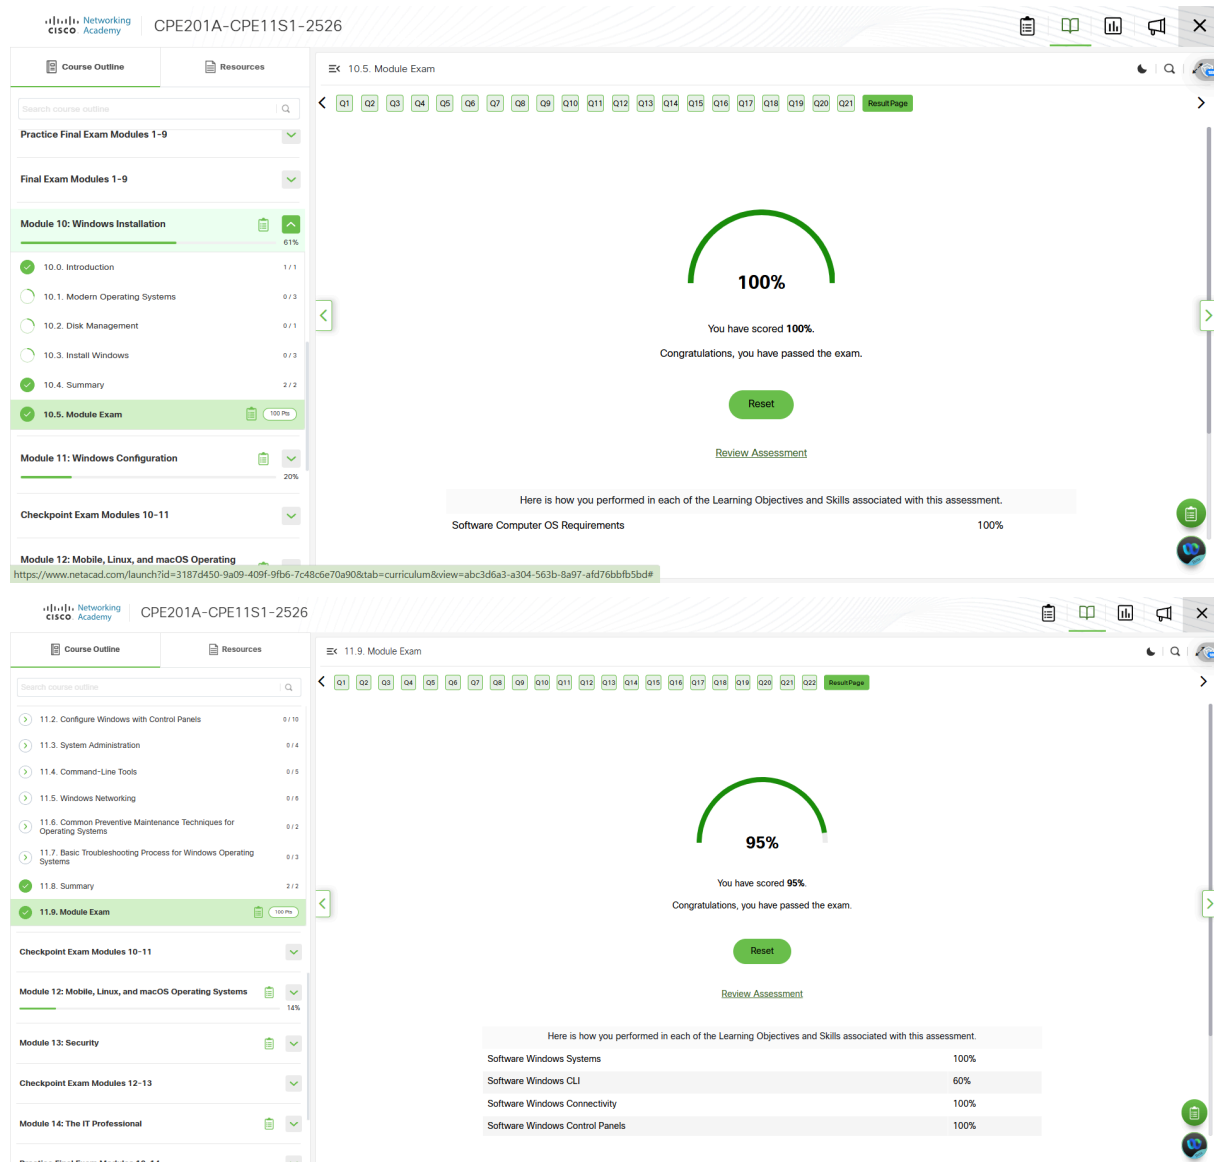 Networking
CISCO Academy
CPE201A-CPE11S1-2526
Course Outline
Resources
10.5. Module Exam
Search course outline
Q1 Q2 Q3 Q4 Q5 Q6 Q7 Q8 Q9 Q10 Q11 Q12 Q13 Q14 Q15 Q16 Q17 Q18 Q19 Q20 Q21 ResultPage
Practice Final Exam Modules 1-9
Final Exam Modules 1-9
Module 10: Windows Installation
61%
10.0. Introduction 1 / 1
10.1. Modern Operating Systems 0 / 3
10.2. Disk Management 0 / 1
10.3. Install Windows 0 / 3
10.4. Summary 2 / 2
10.5. Module Exam 100 Pts
Module 11: Windows Configuration
20%
Checkpoint Exam Modules 10-11
Module 12: Mobile, Linux, and macOS Operating
https://www.netacad.com/launch?id=3187d450-9a09-409f-9fb6-7c48c6e70a90&tab=curriculum&view=abc3d6a3-a304-563b-8a97-afd76bbfb5bd#
100%
You have scored 100%.
Congratulations, you have passed the exam.
Reset
Review Assessment
Here is how you performed in each of the Learning Objectives and Skills associated with this assessment.
Software Computer OS Requirements 100%
Networking
CISCO Academy
CPE201A-CPE11S1-2526
Course Outline
Resources
11.9. Module Exam
Search course outline
Q1 Q2 Q3 Q4 Q5 Q6 Q7 Q8 Q9 Q10 Q11 Q12 Q13 Q14 Q15 Q16 Q17 Q18 Q19 Q20 Q21 Q22 ResultPage
11.2. Configure Windows with Control Panels 0 / 10
11.3. System Administration 0 / 4
11.4. Command-Line Tools 0 / 5
11.5. Windows Networking 0 / 6
11.6. Common Preventive Maintenance Techniques for
Operating Systems 0 / 2
11.7. Basic Troubleshooting Process for Windows Operating
Systems 0 / 3
11.8. Summary 2 / 2
11.9. Module Exam 100 Pts
Checkpoint Exam Modules 10-11
Module 12: Mobile, Linux, and macOS Operating Systems
14%
Module 13: Security
Checkpoint Exam Modules 12-13
Module 14: The IT Professional
95%
You have scored 95%.
Congratulations, you have passed the exam.
Reset
Review Assessment
Here is how you performed in each of the Learning Objectives and Skills associated with this assessment.
Software Windows Systems 100%
Software Windows CLI 60%
Software Windows Connectivity 100%
Software Windows Control Panels 100%